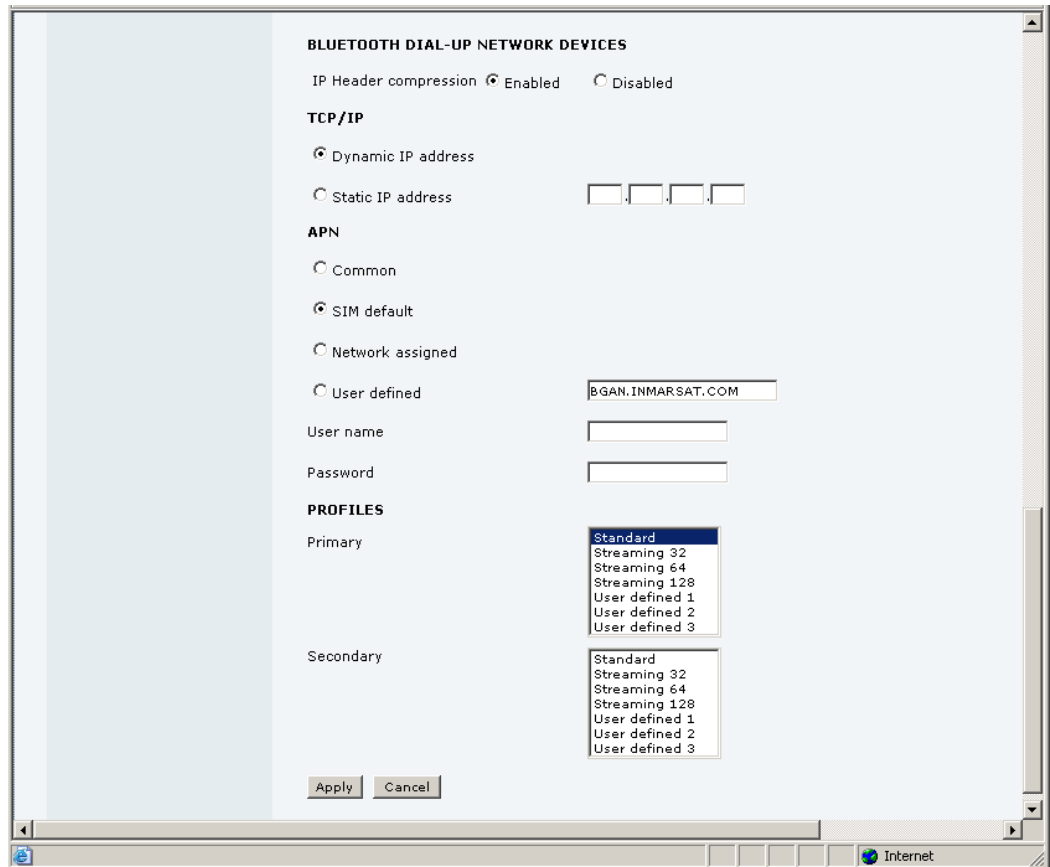 BLUETOOTH DIAL-UP NETWORK DEVICES
IP Header compression Enabled Disabled
TCP/IP
Dynamic IP address
Static IP address . . .
APN
Common
SIM default
Network assigned
User defined BGAN.INMARSAT.COM
User name
Password
PROFILES
Primary
Standard
Streaming 32
Streaming 64
Streaming 128
User defined 1
User defined 2
User defined 3
Secondary
Standard
Streaming 32
Streaming 64
Streaming 128
User defined 1
User defined 2
User defined 3
Apply Cancel
Internet